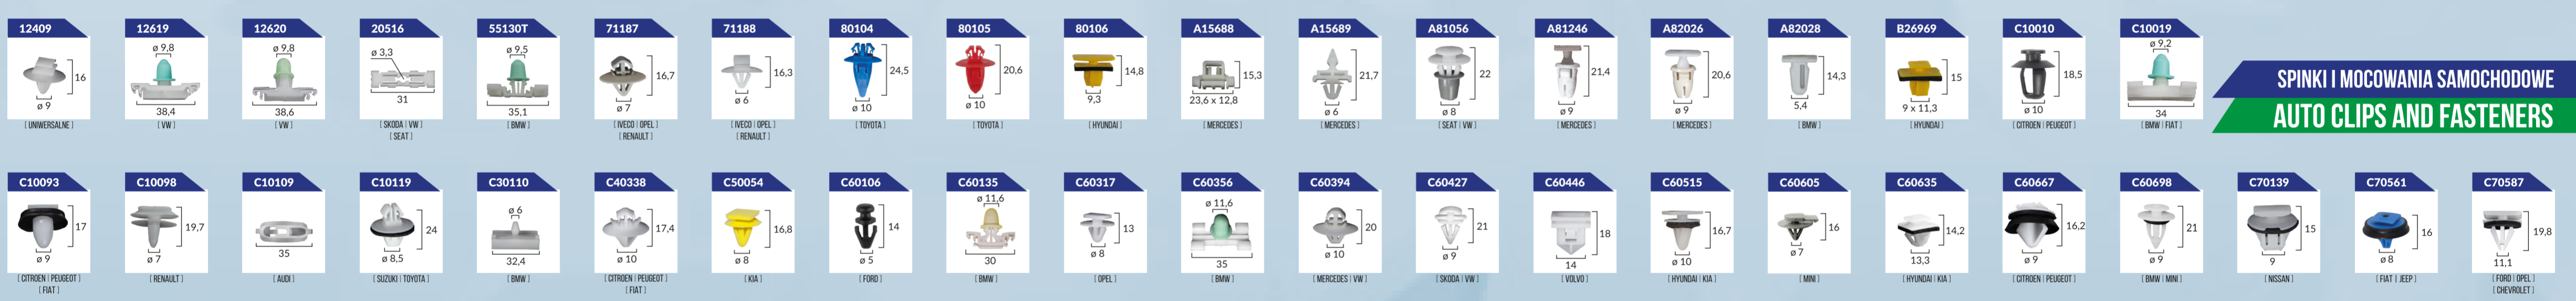 12409
16
ø 9
[ UNIWERSALNE ]
12619
ø 9,8
38,4
[ VW ]
12620
ø 9,8
38,6
[ VW ]
20516
ø 3,3
31
[ SKODA | VW ]
[ SEAT ]
55130T
ø 9,5
35,1
[ BMW ]
71187
16,7
ø 7
[ IVECO | OPEL ]
[ RENAULT ]
71188
16,3
ø 6
[ IVECO | OPEL ]
[ RENAULT ]
80104
24,5
ø 10
[ TOYOTA ]
80105
20,6
ø 10
[ TOYOTA ]
80106
14,8
9,3
[ HYUNDAI ]
A15688
15,3
23,6 x 12,8
[ MERCEDES ]
A15689
21,7
ø 6
[ MERCEDES ]
A81056
22
ø 8
[ SEAT | VW ]
A81246
21,4
ø 9
[ MERCEDES ]
A82026
20,6
ø 9
[ MERCEDES ]
A82028
14,3
5,4
[ BMW ]
B26969
15
9 x 11,3
[ HYUNDAI ]
C10010
18,5
ø 10
[ CITROEN | PEUGEOT ]
C10019
ø 9,2
34
[ BMW | FIAT ]
SPINKI I MOCOWANIA SAMOCHODOWE
AUTO CLIPS AND FASTENERS
C10093
17
ø 9
[ CITROEN | PEUGEOT ]
[ FIAT ]
C10098
19,7
ø 7
[ RENAULT ]
C10109
35
[ AUDI ]
C10119
24
ø 8,5
[ SUZUKI | TOYOTA ]
C30110
ø 6
32,4
[ BMW ]
C40338
17,4
ø 10
[ CITROEN | PEUGEOT ]
[ FIAT ]
C50054
16,8
ø 8
[ KIA ]
C60106
14
ø 5
[ FORD ]
C60135
ø 11,6
30
[ BMW ]
C60317
13
ø 8
[ OPEL ]
C60356
ø 11,6
35
[ BMW ]
C60394
20
ø 10
[ MERCEDES | VW ]
C60427
21
ø 9
[ SKODA | VW ]
C60446
18
14
[ VOLVO ]
C60515
16,7
ø 10
[ HYUNDAI | KIA ]
C60605
16
ø 7
[ MINI ]
C60635
14,2
13,3
[ HYUNDAI | KIA ]
C60667
16,2
ø 9
[ CITROEN | PEUGEOT ]
C60698
21
ø 9
[ BMW | MINI ]
C70139
15
9
[ NISSAN ]
C70561
16
ø 8
[ FIAT | JEEP ]
C70587
19,8
11,1
[ FORD | OPEL ]
[ CHEVROLET ]